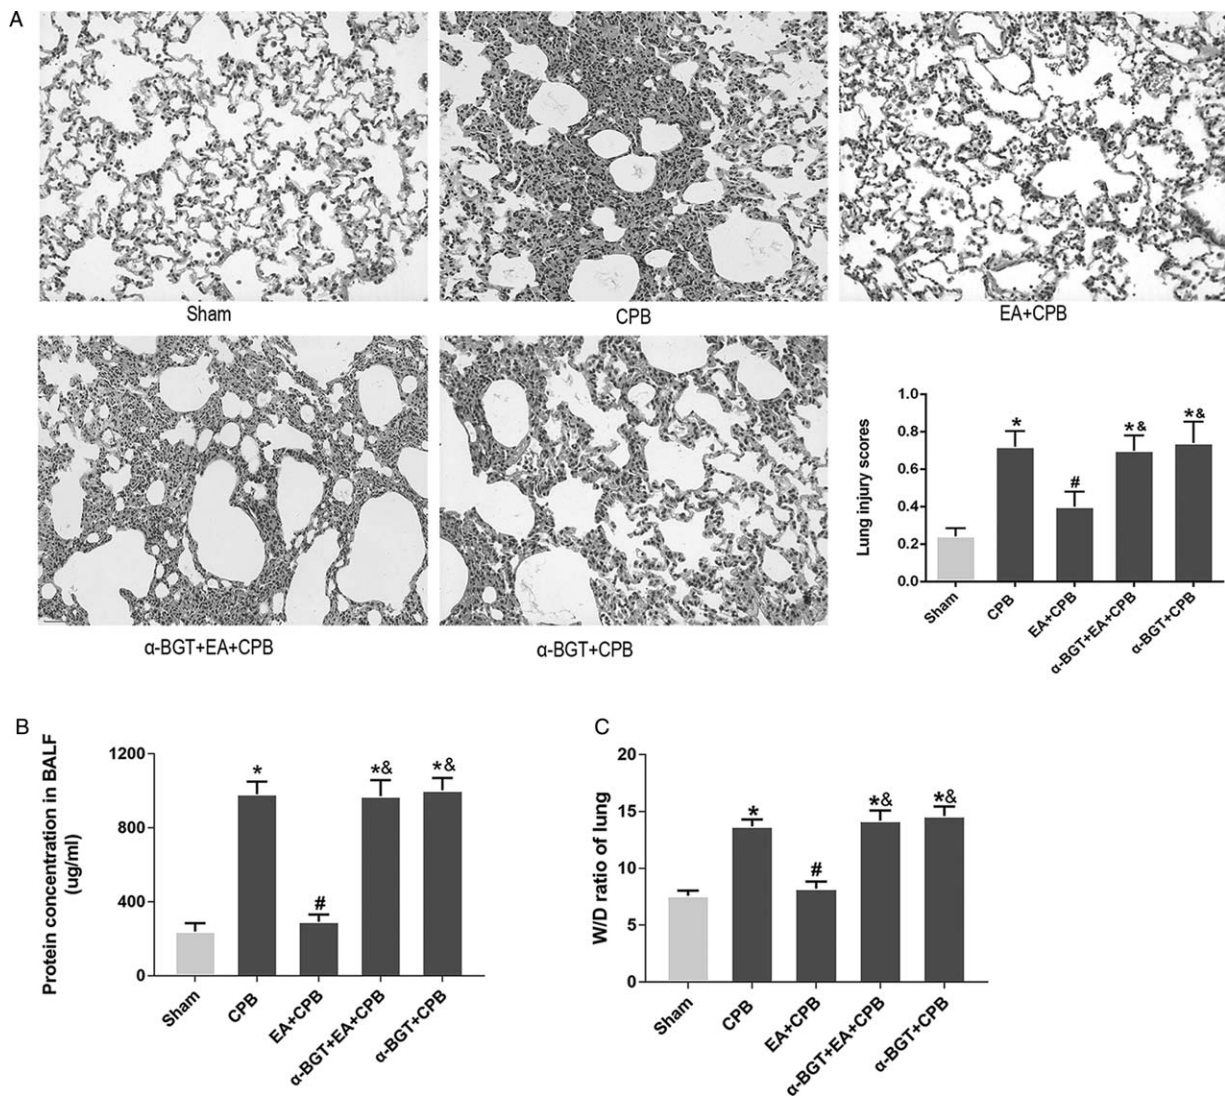 A
Sham
CPB
EA+CPB
α-BGT+EA+CPB
α-BGT+CPB
Lung injury scores
1.0
0.8
0.6
0.4
0.2
0.0
*
#
*&
*&
Sham
CPB
EA+CPB
α-BGT+EA+CPB
α-BGT+CPB
B
Protein concentration in BALF
(ug/ml)
1200
800
400
0
*
#
*&
*&
Sham
CPB
EA+CPB
α-BGT+EA+CPB
α-BGT+CPB
C
W/D ratio of lung
20
15
10
5
0
*
#
*&
*&
Sham
CPB
EA+CPB
α-BGT+EA+CPB
α-BGT+CPB